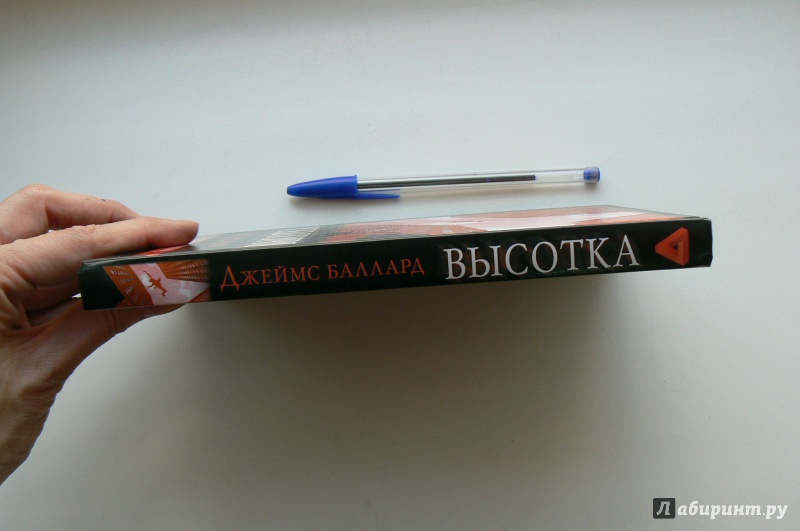 Джеймс Баллард ВЫСОТКА
Лабиринт.ру